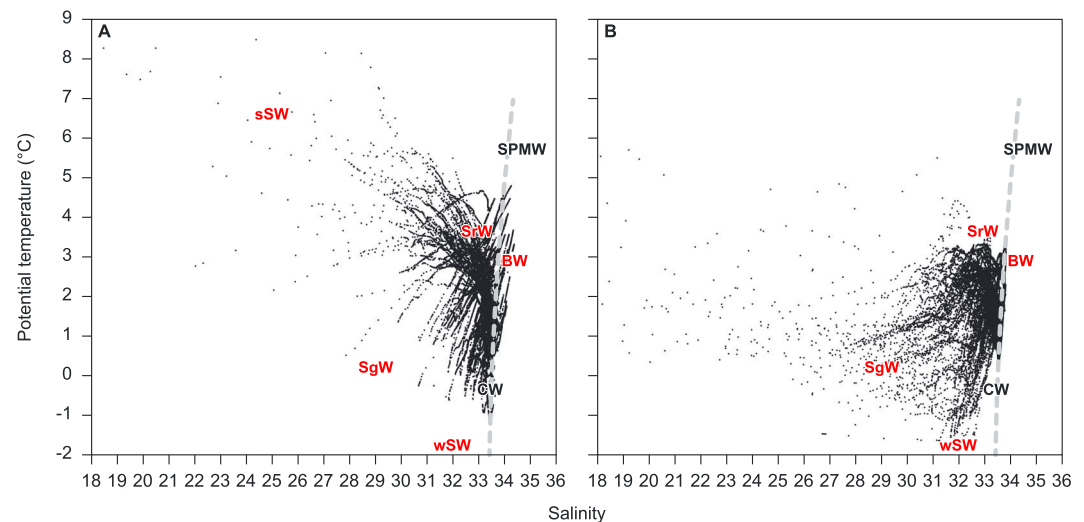 A
B
9
8
7
6
5
4
3
2
1
0
-1
-2
Potential temperature (°C)
sSW
SPMW
SrW
BW
SgW
CW
wSW
SPMW
SrW
BW
SgW
CW
wSW
18 19 20 21 22 23 24 25 26 27 28 29 30 31 32 33 34 35 36
18 19 20 21 22 23 24 25 26 27 28 29 30 31 32 33 34 35 36
Salinity